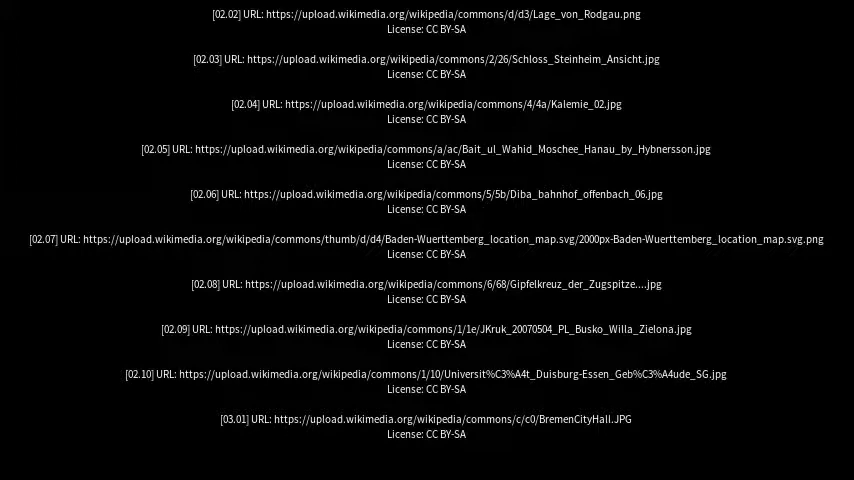 [02.02] URL: https://upload.wikimedia.org/wikipedia/commons/d/d3/Lage_von_Rodgau.png
License: CC BY-SA
[02.03] URL: https://upload.wikimedia.org/wikipedia/commons/2/26/Schloss_Steinheim_Ansicht.jpg
License: CC BY-SA
[02.04] URL: https://upload.wikimedia.org/wikipedia/commons/4/4a/Kalemie_02.jpg
License: CC BY-SA
[02.05] URL: https://upload.wikimedia.org/wikipedia/commons/a/ac/Bait_ul_Wahid_Moschee_Hanau_by_Hybnersson.jpg
License: CC BY-SA
[02.06] URL: https://upload.wikimedia.org/wikipedia/commons/5/5b/Diba_bahnhof_offenbach_06.jpg
License: CC BY-SA
[02.07] URL: https://upload.wikimedia.org/wikipedia/commons/thumb/d/d4/Baden-Wuerttemberg_location_map.svg/2000px-Baden-Wuerttemberg_location_map.svg.png
License: CC BY-SA
[02.08] URL: https://upload.wikimedia.org/wikipedia/commons/6/68/Gipfelkreuz_der_Zugspitze....jpg
License: CC BY-SA
[02.09] URL: https://upload.wikimedia.org/wikipedia/commons/1/1e/JKruk_20070504_PL_Busko_Willa_Zielona.jpg
License: CC BY-SA
[02.10] URL: https://upload.wikimedia.org/wikipedia/commons/1/10/Universit%C3%A4t_Duisburg-Essen_Geb%C3%A4ude_SG.jpg
License: CC BY-SA
[03.01] URL: https://upload.wikimedia.org/wikipedia/commons/c/c0/BremenCityHall.JPG
License: CC BY-SA